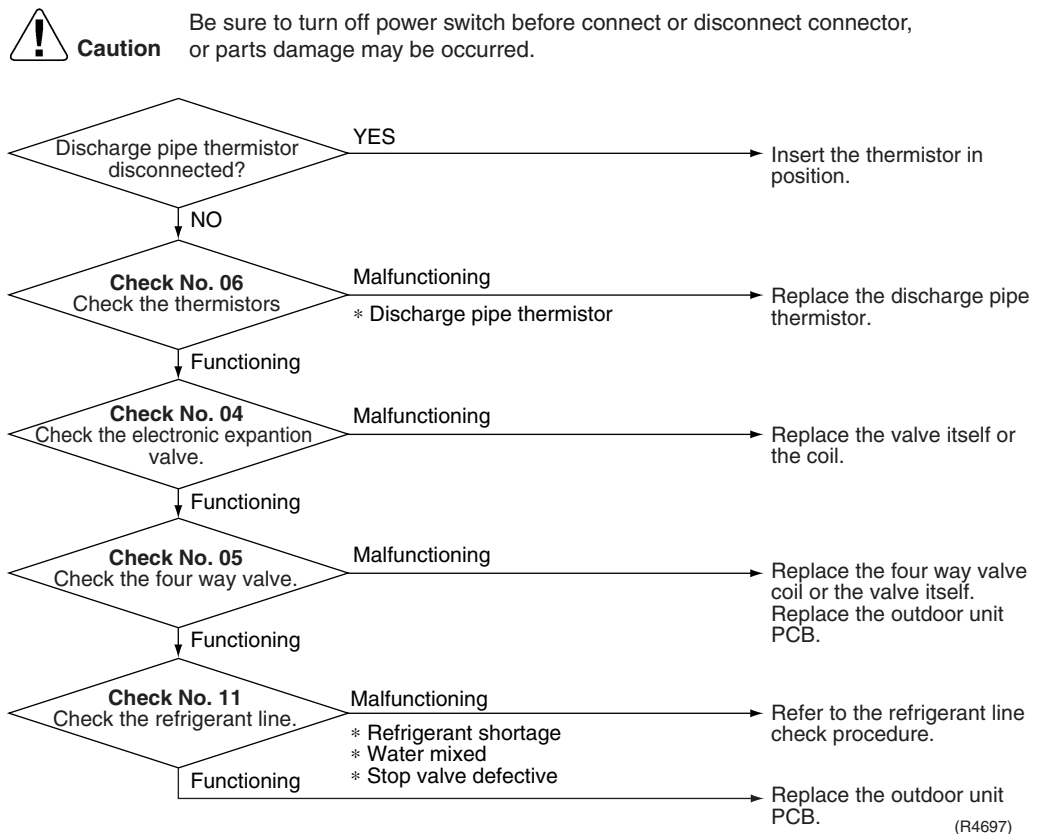 Caution
Be sure to turn off power switch before connect or disconnect connector,
or parts damage may be occurred.
Discharge pipe thermistor
disconnected?
YES
Insert the thermistor in
position.
NO
Check No. 06
Check the thermistors
Malfunctioning
* Discharge pipe thermistor
Replace the discharge pipe
thermistor.
Functioning
Check No. 04
Check the electronic expantion
valve.
Malfunctioning
Replace the valve itself or
the coil.
Functioning
Check No. 05
Check the four way valve.
Malfunctioning
Replace the four way valve
coil or the valve itself.
Replace the outdoor unit
PCB.
Functioning
Check No. 11
Check the refrigerant line.
Malfunctioning
* Refrigerant shortage
* Water mixed
* Stop valve defective
Refer to the refrigerant line
check procedure.
Functioning
Replace the outdoor unit
PCB.
(R4697)